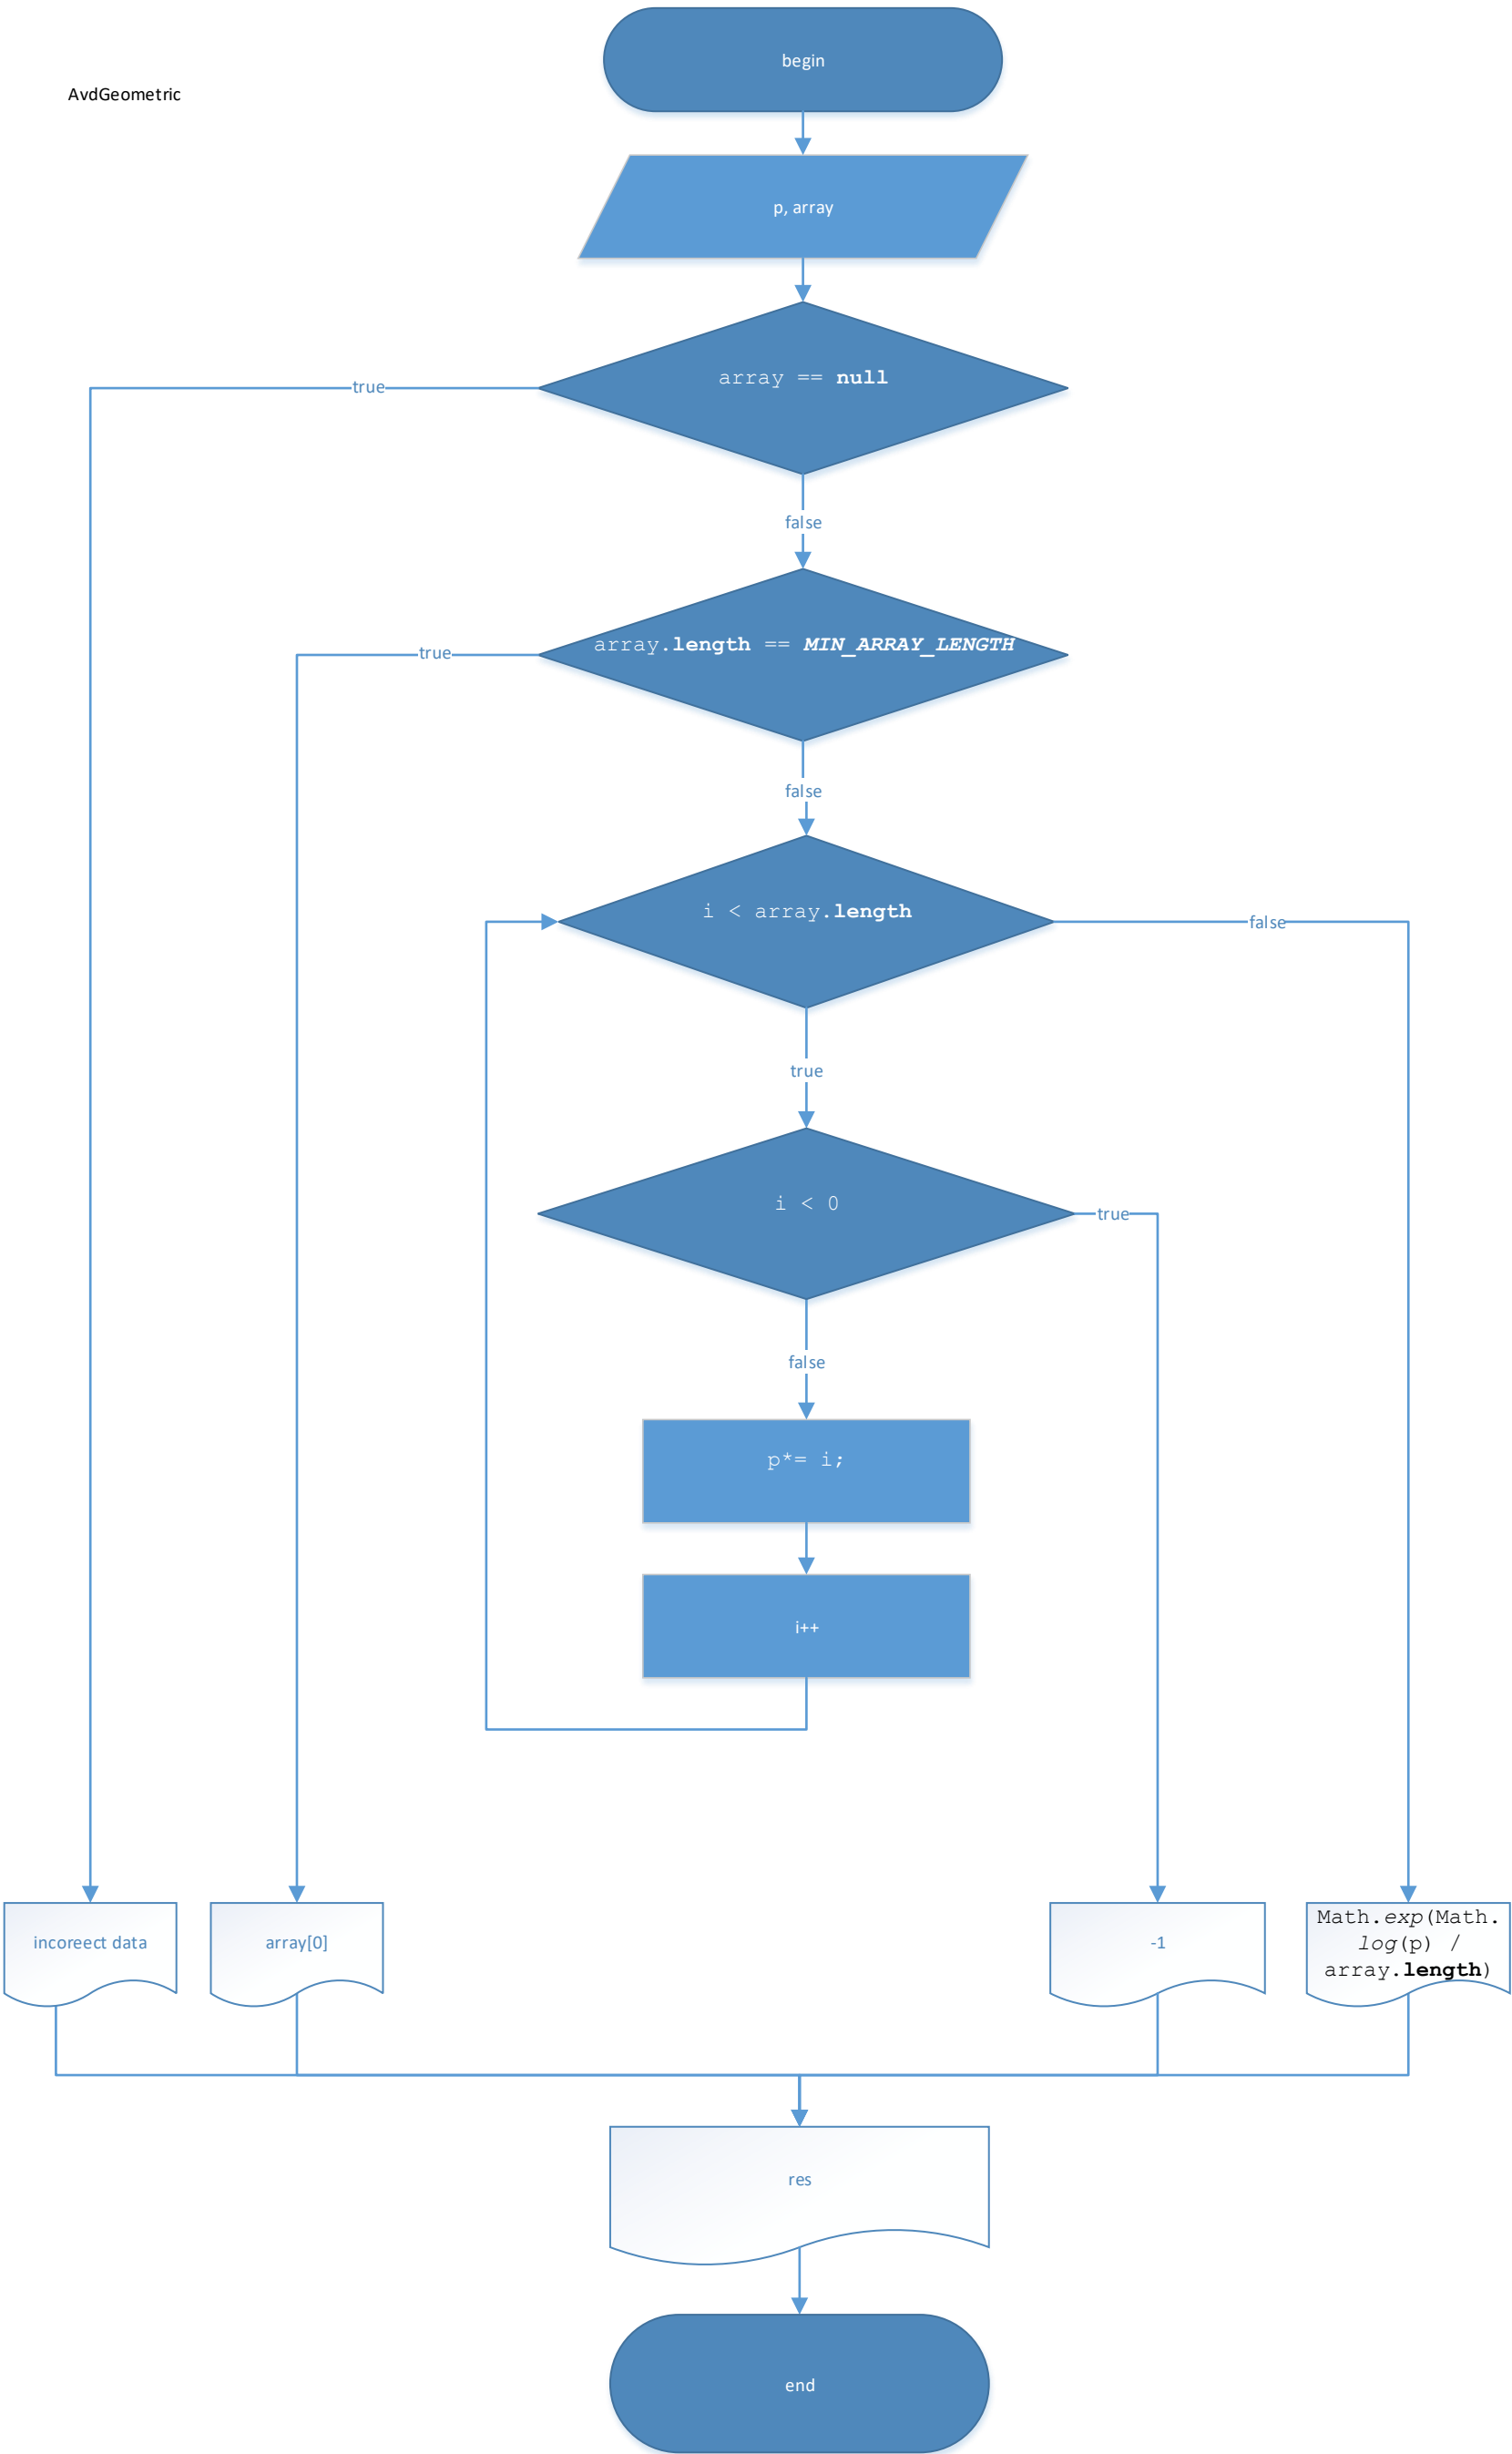 begin
AvdGeometric
p, array
array == null
true
false
array.length == MIN_ARRAY_LENGTH
true
false
i < array.length
false
true
i < 0
true
false
p*= i;
i++
incoreect data
array[0]
-1
Math.exp(Math.
log(p) /
array.length)
res
end